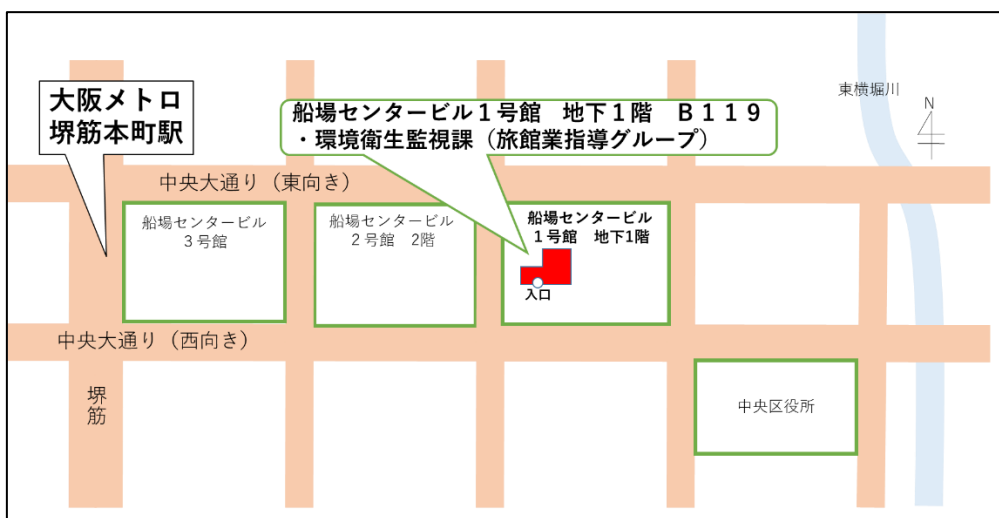 大阪メトロ
堺筋本町駅
船場センタービル１号館　地下１階　Ｂ１１９
・環境衛生監視課（旅館業指導グループ）
東横堀川
N
中央大通り（東向き）
船場センタービル
３号館
船場センタービル
２号館　2階
船場センタービル
１号館　地下1階
入口
中央大通り（西向き）
堺筋
中央区役所